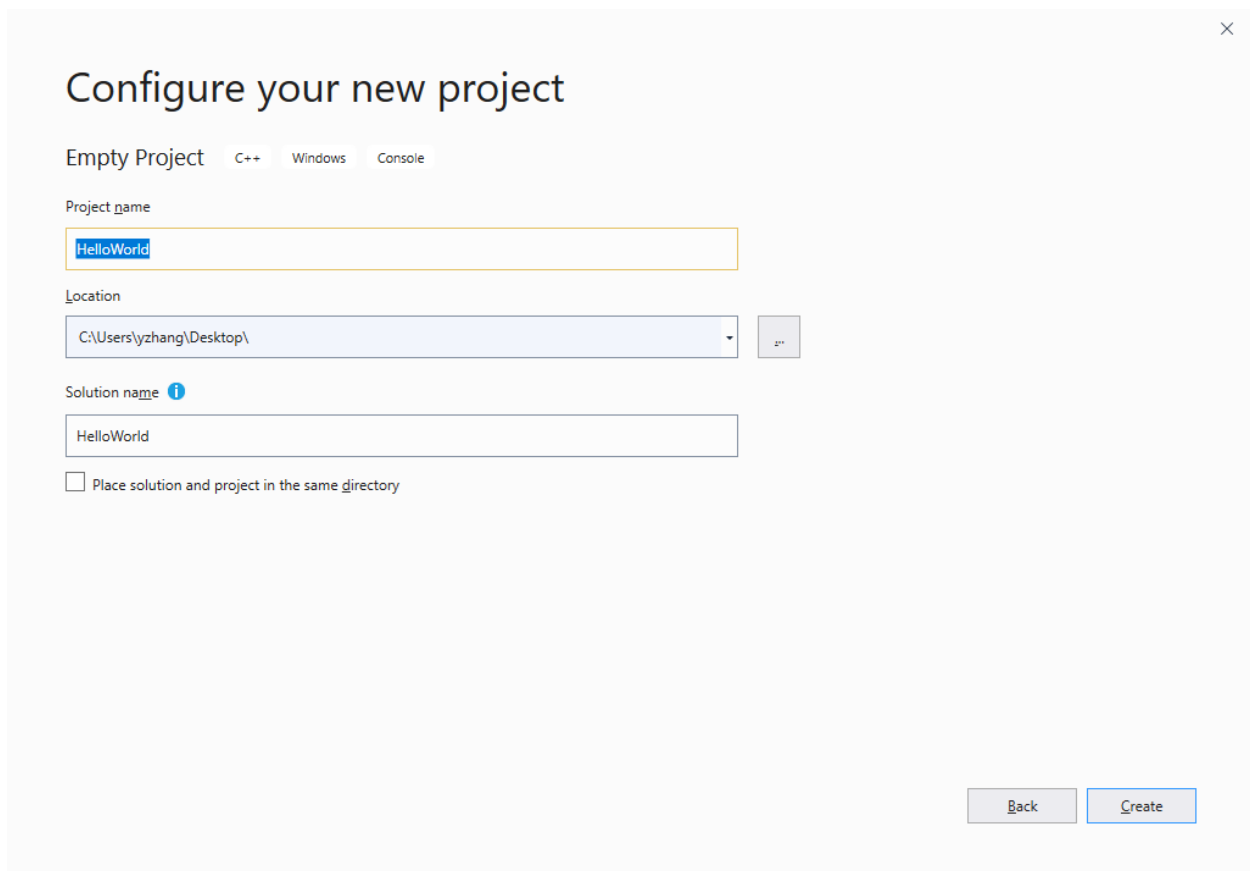 Configure your new project
Empty Project C++ Windows Console
Project name
HelloWorld
Location
C:\Users\yzhang\Desktop\
...
Solution name
HelloWorld
Place solution and project in the same directory
Back Create